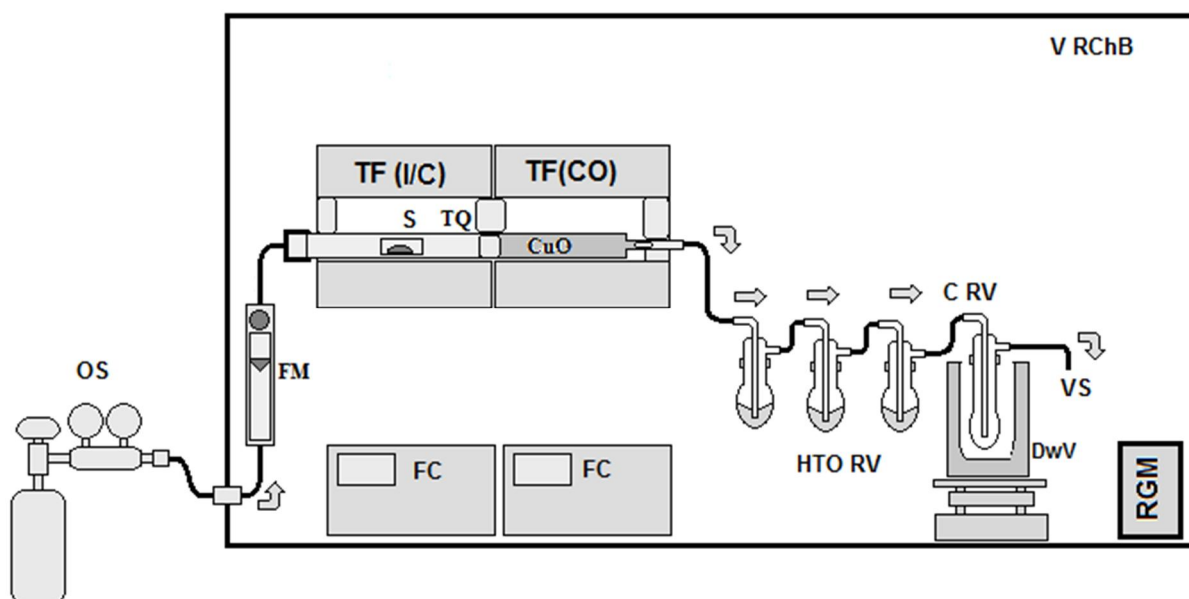 V RChB
TF (I/C)
TF(CO)
S
TQ
CuO
C RV
OS
FM
VS
HTO RV
DwV
FC
FC
RGM